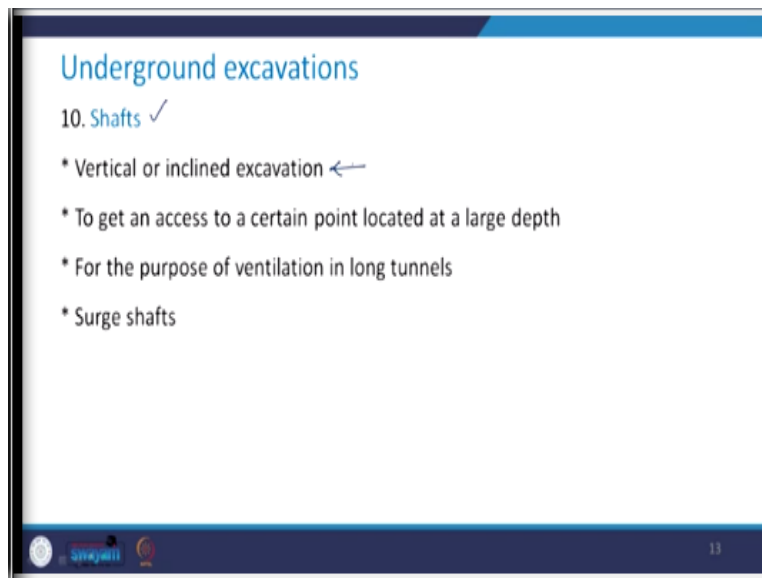 Underground excavations
10. Shafts ✓
* Vertical or inclined excavation ←
* To get an access to a certain point located at a large depth
* For the purpose of ventilation in long tunnels
* Surge shafts
swayam
13